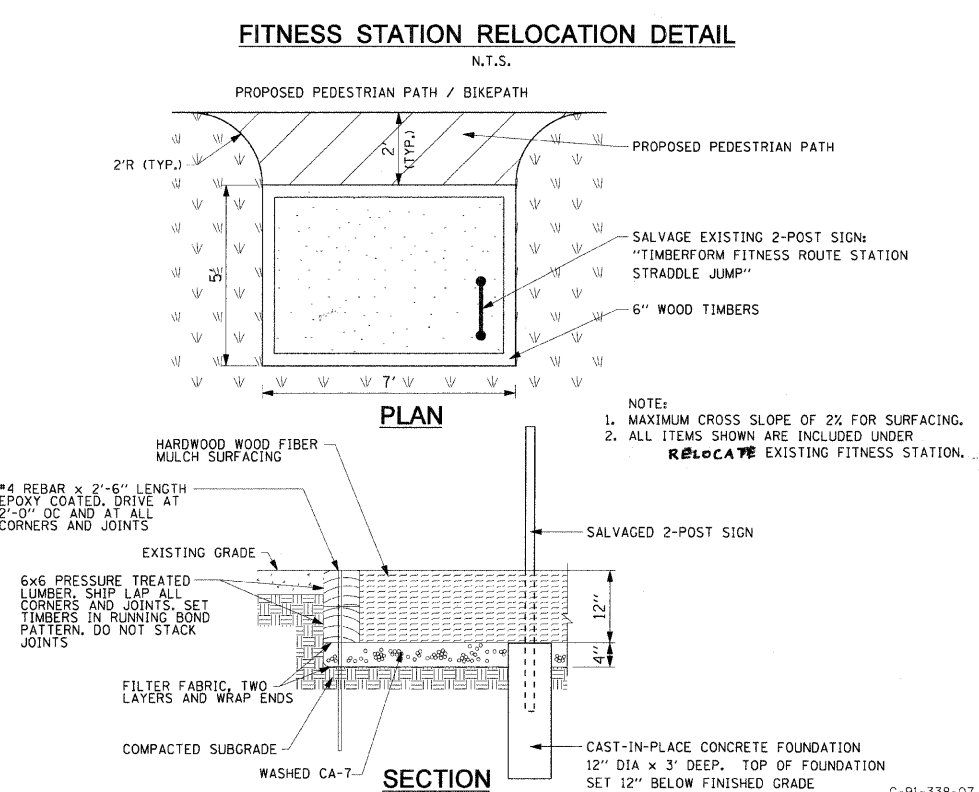 FITNESS STATION RELOCATION DETAIL
N.T.S.
PROPOSED PEDESTRIAN PATH / BIKEPATH
2'R (TYP.)
2'
(TYP.)
PROPOSED PEDESTRIAN PATH
SALVAGE EXISTING 2-POST SIGN:
"TIMBERFORM FITNESS ROUTE STATION
STRADDLE JUMP"
5'
6" WOOD TIMBERS
7'
PLAN
NOTE:
1. MAXIMUM CROSS SLOPE OF 2% FOR SURFACING.
2. ALL ITEMS SHOWN ARE INCLUDED UNDER
RELOCATE EXISTING FITNESS STATION.
HARDWOOD WOOD FIBER
MULCH SURFACING
#4 REBAR x 2'-6" LENGTH
EPOXY COATED. DRIVE AT
2'-0" OC AND AT ALL
CORNERS AND JOINTS
SALVAGED 2-POST SIGN
EXISTING GRADE
6x6 PRESSURE TREATED
LUMBER. SHIP LAP ALL
CORNERS AND JOINTS. SET
TIMBERS IN RUNNING BOND
PATTERN. DO NOT STACK
JOINTS
12"
4"
FILTER FABRIC, TWO
LAYERS AND WRAP ENDS
COMPACTED SUBGRADE
WASHED CA-7
CAST-IN-PLACE CONCRETE FOUNDATION
12" DIA x 3' DEEP. TOP OF FOUNDATION
SET 12" BELOW FINISHED GRADE
SECTION
C-91-338-07